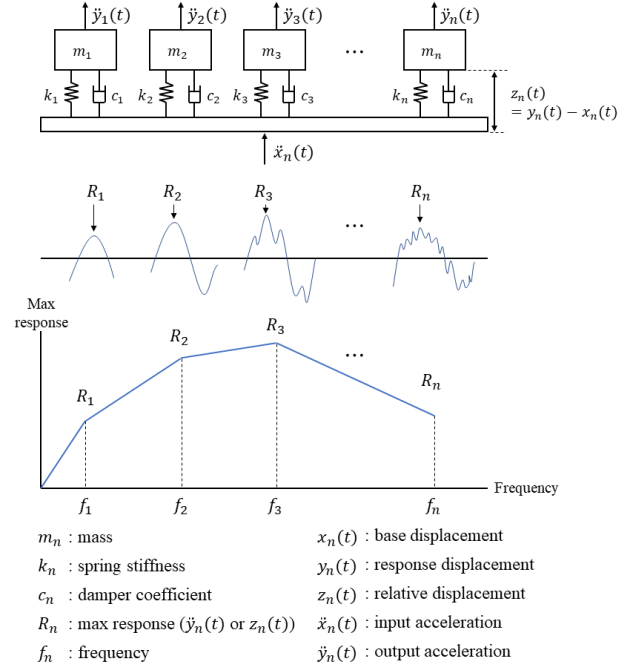 ÿ₁(t) ÿ₂(t) ÿ₃(t) ÿₙ(t)
m₁ m₂ m₃ ... mₙ
k₁ c₁ k₂ c₂ k₃ c₃ kₙ cₙ
zₙ(t)
= yₙ(t) − xₙ(t)
ẍₙ(t)
R₁ R₂ R₃ ... Rₙ
Max
response
R₁ R₂ R₃ ... Rₙ
Frequency
f₁ f₂ f₃ fₙ
mₙ : mass
kₙ : spring stiffness
cₙ : damper coefficient
Rₙ : max response (ÿₙ(t) or zₙ(t))
fₙ : frequency
xₙ(t) : base displacement
yₙ(t) : response displacement
zₙ(t) : relative displacement
ẍₙ(t) : input acceleration
ÿₙ(t) : output acceleration